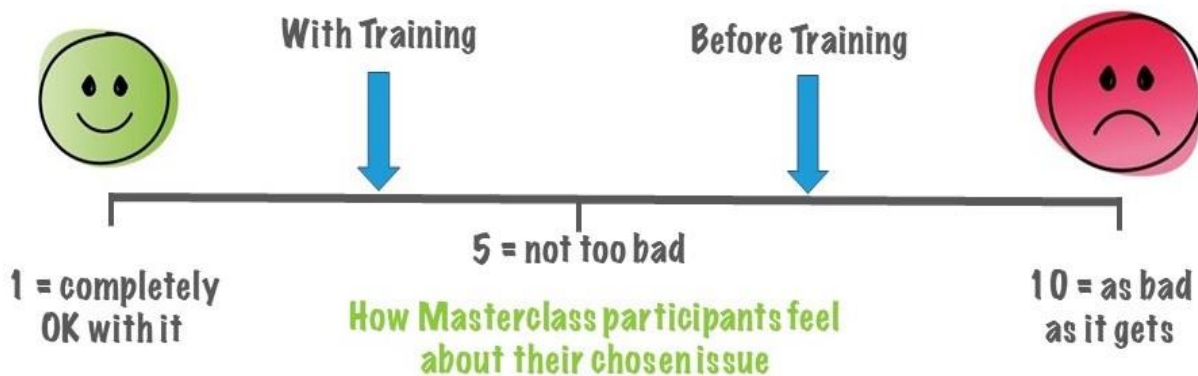 With Training
Before Training
5 = not too bad
1 = completely
OK with it
How Masterclass participants feel
about their chosen issue
10 = as bad
as it gets